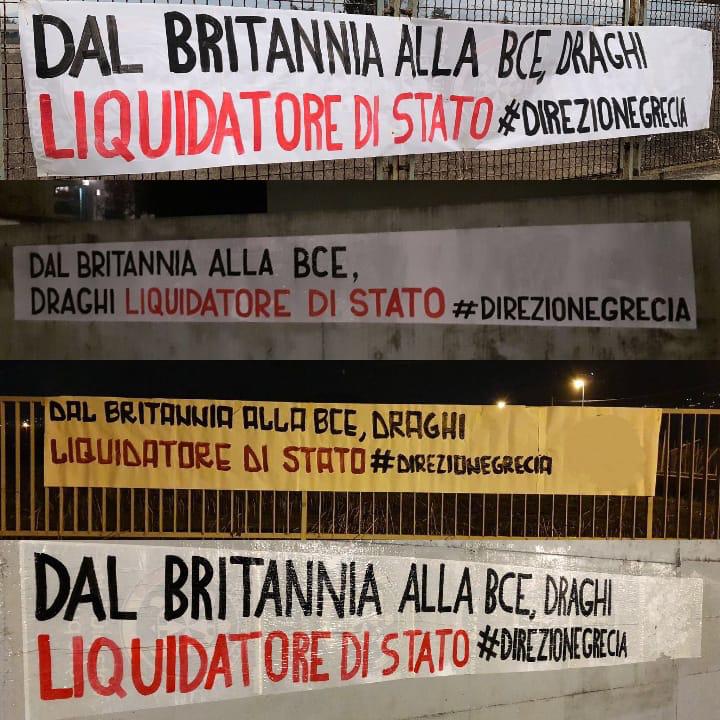 DAL BRITANNIA ALLA BCE, DRAGHI
LIQUIDATORE DI STATO #DIREZIONEGRECIA
DAL BRITANNIA ALLA BCE,
DRAGHI LIQUIDATORE DI STATO #DIREZIONEGRECIA
DAL BRITANNIA ALLA BCE, DRAGHI
LIQUIDATORE DI STATO #DIREZIONEGRECIA
DAL BRITANNIA ALLA BCE, DRAGHI
LIQUIDATORE DI STATO #DIREZIONEGRECIA